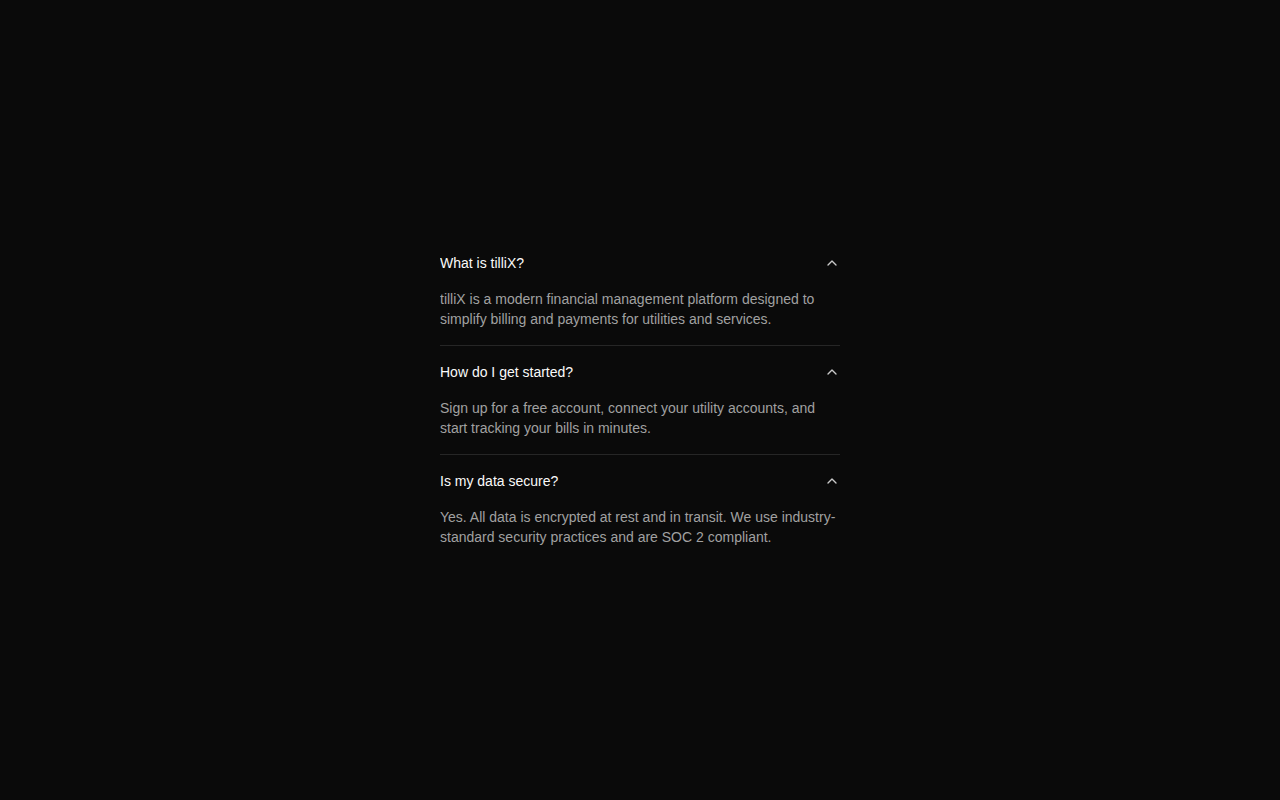 What is tilliX?
tilliX is a modern financial management platform designed to
simplify billing and payments for utilities and services.
How do I get started?
Sign up for a free account, connect your utility accounts, and
start tracking your bills in minutes.
Is my data secure?
Yes. All data is encrypted at rest and in transit. We use industry-
standard security practices and are SOC 2 compliant.